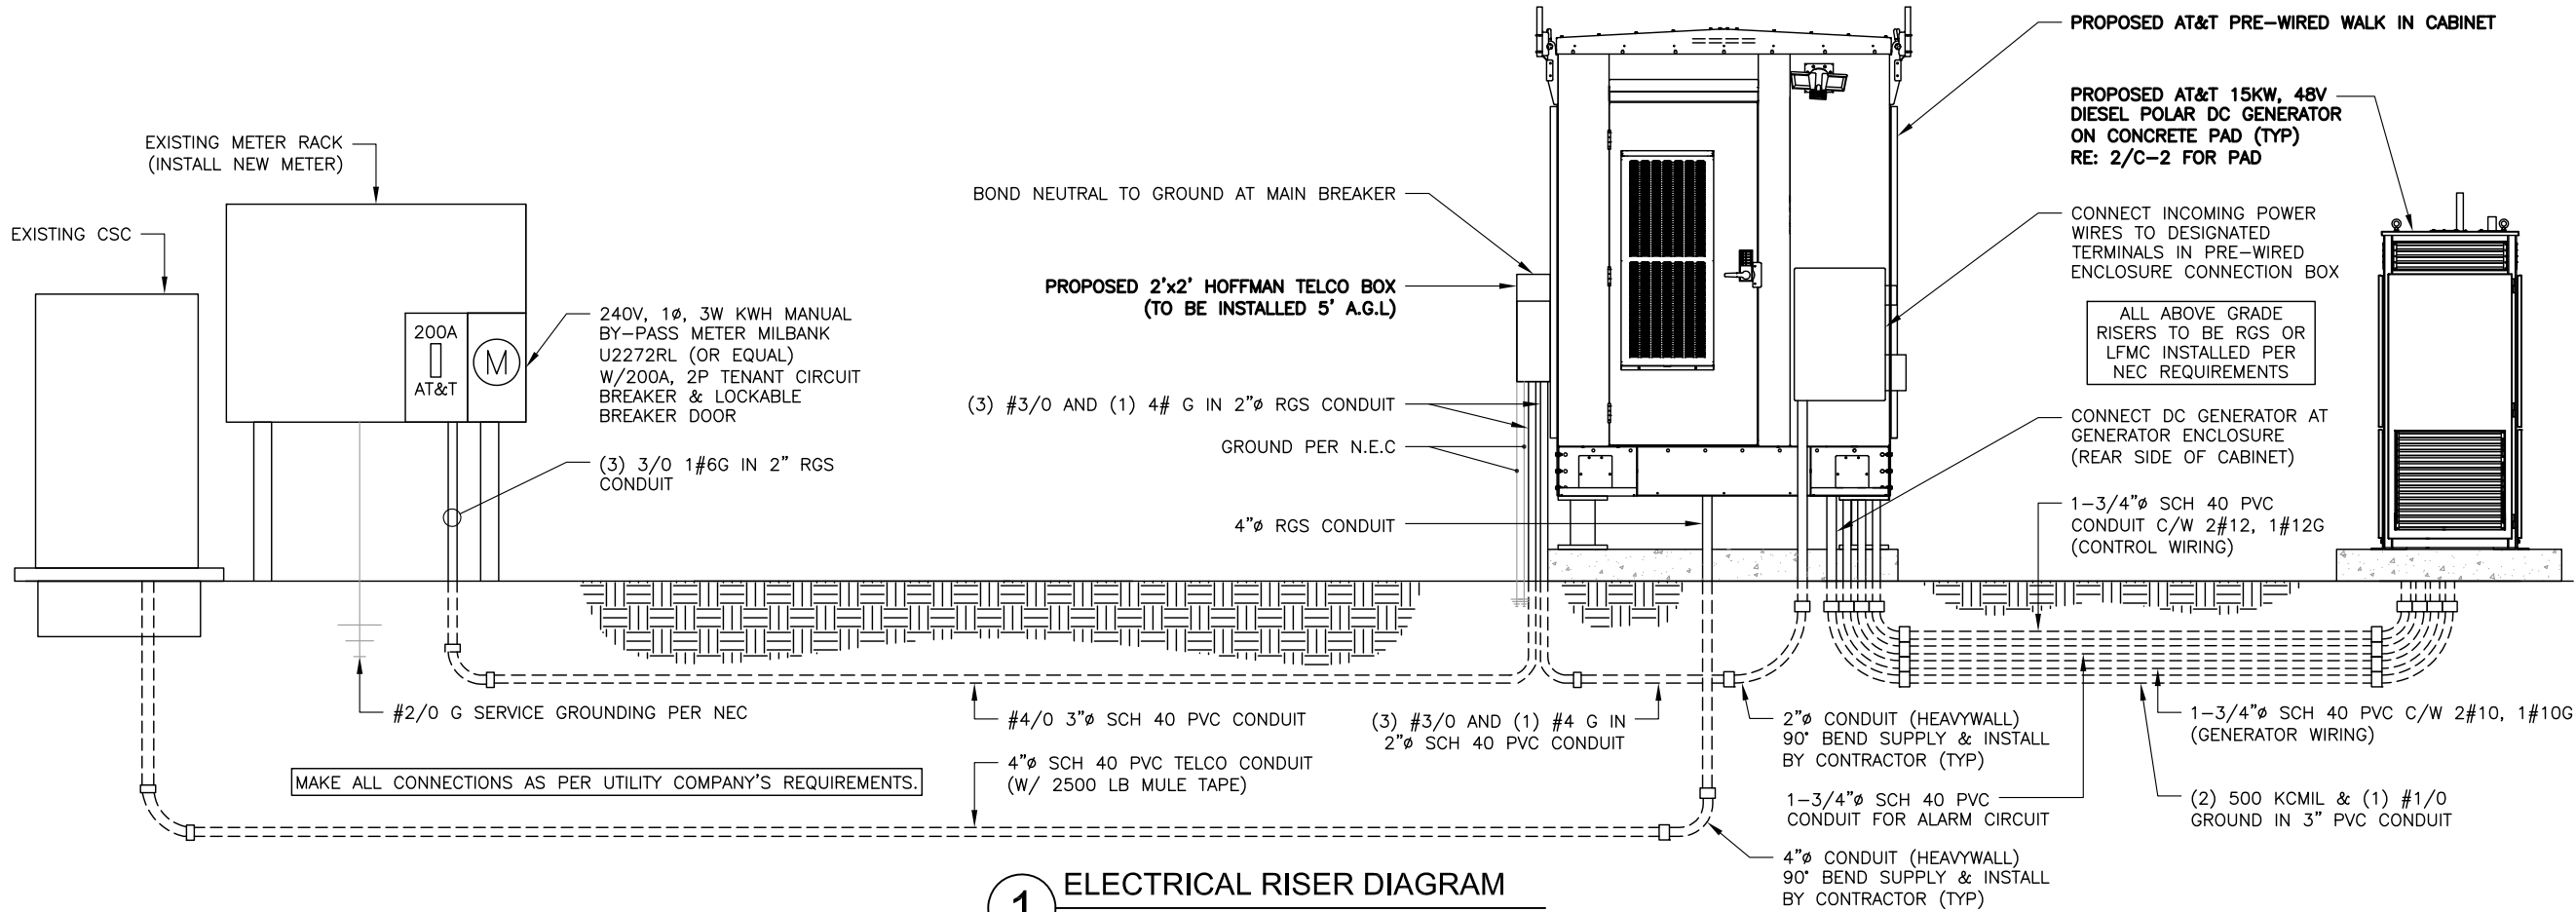 EXISTING CSC
EXISTING METER RACK
(INSTALL NEW METER)
200A
AT&T
M
240V, 1ø, 3W KWH MANUAL
BY-PASS METER MILBANK
U2272RL (OR EQUAL)
W/200A, 2P TENANT CIRCUIT
BREAKER & LOCKABLE
BREAKER DOOR
(3) 3/0 1#6G IN 2" RGS
CONDUIT
#2/0 G SERVICE GROUNDING PER NEC
MAKE ALL CONNECTIONS AS PER UTILITY COMPANY'S REQUIREMENTS.
BOND NEUTRAL TO GROUND AT MAIN BREAKER
PROPOSED 2'x2' HOFFMAN TELCO BOX
(TO BE INSTALLED 5' A.G.L)
(3) #3/0 AND (1) 4# G IN 2"ø RGS CONDUIT
GROUND PER N.E.C
4"ø RGS CONDUIT
#4/0 3"ø SCH 40 PVC CONDUIT
4"ø SCH 40 PVC TELCO CONDUIT
(W/ 2500 LB MULE TAPE)
(3) #3/0 AND (1) #4 G IN
2"ø SCH 40 PVC CONDUIT
2"ø CONDUIT (HEAVYWALL)
90° BEND SUPPLY & INSTALL
BY CONTRACTOR (TYP)
1-3/4"ø SCH 40 PVC
CONDUIT FOR ALARM CIRCUIT
4"ø CONDUIT (HEAVYWALL)
90° BEND SUPPLY & INSTALL
BY CONTRACTOR (TYP)
PROPOSED AT&T PRE-WIRED WALK IN CABINET
PROPOSED AT&T 15KW, 48V
DIESEL POLAR DC GENERATOR
ON CONCRETE PAD (TYP)
RE: 2/C-2 FOR PAD
CONNECT INCOMING POWER
WIRES TO DESIGNATED
TERMINALS IN PRE-WIRED
ENCLOSURE CONNECTION BOX
ALL ABOVE GRADE
RISERS TO BE RGS OR
LFMC INSTALLED PER
NEC REQUIREMENTS
CONNECT DC GENERATOR AT
GENERATOR ENCLOSURE
(REAR SIDE OF CABINET)
1-3/4"ø SCH 40 PVC
CONDUIT C/W 2#12, 1#12G
(CONTROL WIRING)
1-3/4"ø SCH 40 PVC C/W 2#10, 1#10G
(GENERATOR WIRING)
(2) 500 KCMIL & (1) #1/0
GROUND IN 3" PVC CONDUIT
1
ELECTRICAL RISER DIAGRAM